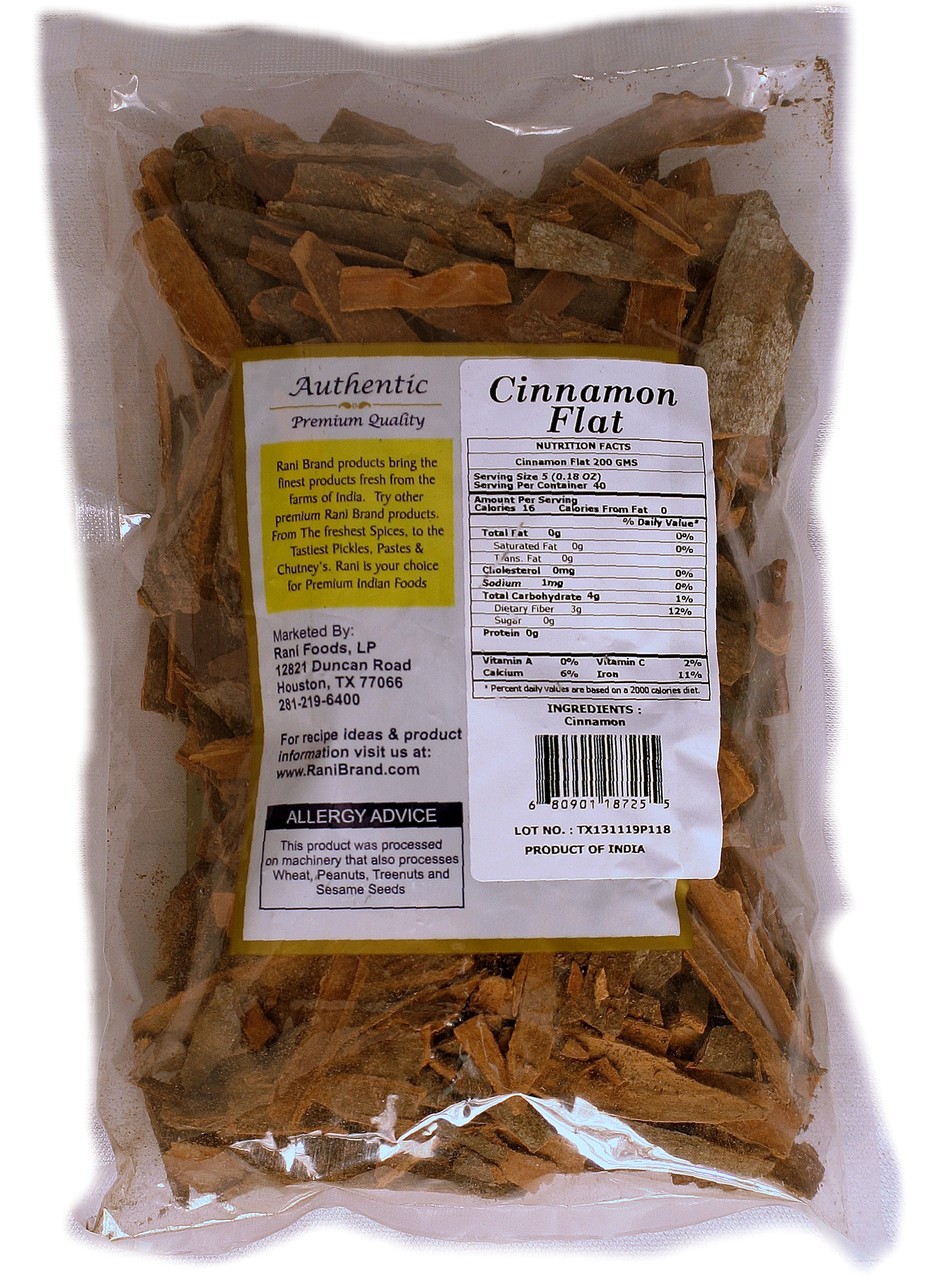 Authentic
Premium Quality
Rani Brand products bring the
finest products fresh from the
farms of India. Try other
premium Rani Brand products.
From The freshest Spices, to the
Tastiest Pickles, Pastes &
Chutney's. Rani is your choice
for Premium Indian Foods
Marketed By:
Rani Foods, LP
12821 Duncan Road
Houston, TX 77066
281-219-6400
For recipe ideas & product
information visit us at:
www.RaniBrand.com
ALLERGY ADVICE
This product was processed
on machinery that also processes
Wheat, Peanuts, Treenuts and
Sesame Seeds
Cinnamon
Flat
NUTRITION FACTS
Cinnamon Flat 200 GMS
Serving Size 5 (0.18 OZ)
Serving Per Container 40
Amount Per Serving
Calories 16 Calories From Fat 0
% Daily Value*
Total Fat 0g 0%
Saturated Fat 0g 0%
Trans. Fat 0g
Cholesterol 0mg 0%
Sodium 1mg 0%
Total Carbohydrate 4g 1%
Dietary Fiber 3g 12%
Sugar 0g
Protein 0g
Vitamin A 0% Vitamin C 2%
Calcium 6% Iron 11%
* Percent daily values are based on a 2000 calories diet.
INGREDIENTS :
Cinnamon
6 80901 18725 5
LOT NO. : TX131119P118
PRODUCT OF INDIA